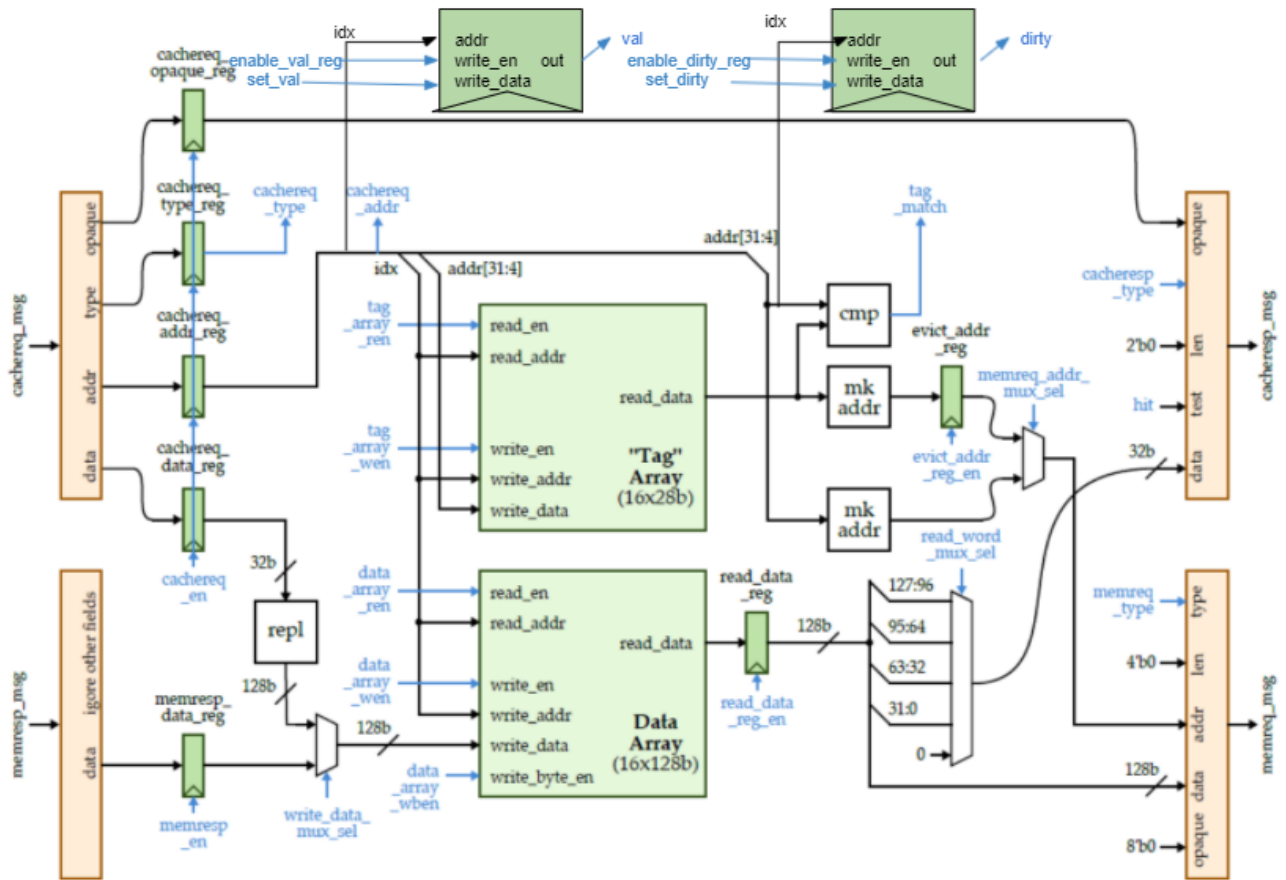 idx
addr
enable_val_reg
write_en out
set_val
write_data
val
idx
addr
enable_dirty_reg
write_en out
set_dirty
write_data
dirty
cachereq_
opaque_reg
cachereq_
type_reg
cachereq
_type
cachereq
_addr
cachereq_
addr_reg
cachereq_
data_reg
cachereq
_en
cachereq_msg
opaque
type
addr
data
idx
addr[31:4]
addr[31:4]
tag
_array
_ren
read_en
read_addr
read_data
tag
_array
_wen
write_en
write_addr
write_data
"Tag"
Array
(16x28b)
tag
_match
cmp
mk
addr
evict_addr
_reg
evict_addr
_reg_en
memreq_addr_
mux_sel
mk
addr
read_word
_mux_sel
opaque
cacheresp
_type
2'b0
len
hit
test
32b
data
cacheresp_msg
32b
repl
128b
memresp_msg
igore other fields
data
memresp_
data_reg
memresp
_en
write_data_
mux_sel
128b
data
_array
_ren
read_en
read_addr
read_data
data
_array
_wen
write_en
write_addr
write_data
write_byte_en
data
_array
_wben
Data
Array
(16x128b)
read_data
_reg
read_data
_reg_en
128b
127:96
95:64
63:32
31:0
0
memreq
_type
type
4'b0
len
addr
128b
data
8'b0
opaque
memreq_msg